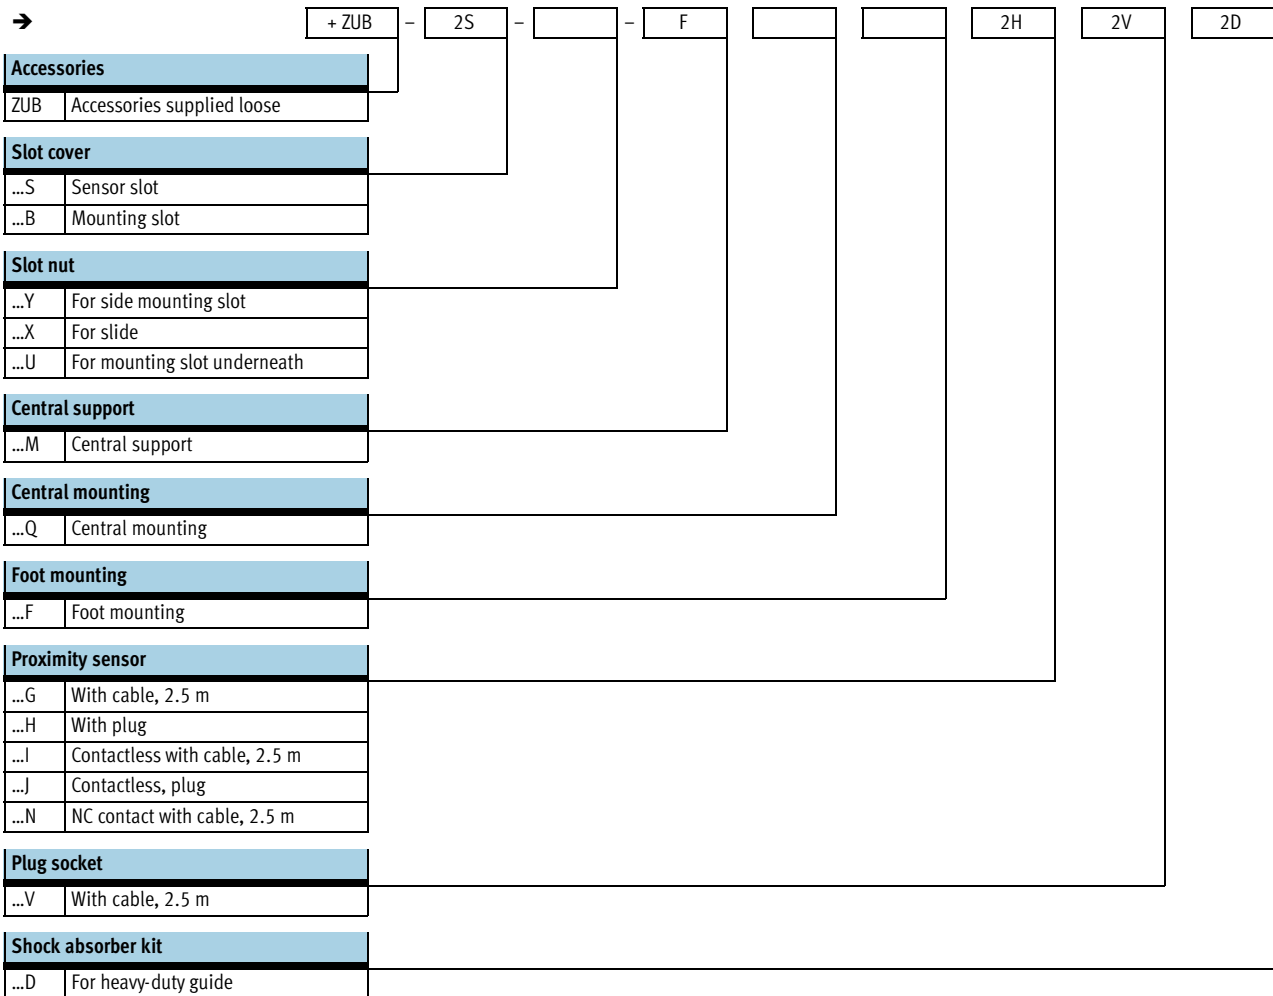 ➔ + ZUB – 2S – – F 2H 2V 2D
Accessories
ZUB Accessories supplied loose
Slot cover
...S Sensor slot
...B Mounting slot
Slot nut
...Y For side mounting slot
...X For slide
...U For mounting slot underneath
Central support
...M Central support
Central mounting
...Q Central mounting
Foot mounting
...F Foot mounting
Proximity sensor
...G With cable, 2.5 m
...H With plug
...I Contactless with cable, 2.5 m
...J Contactless, plug
...N NC contact with cable, 2.5 m
Plug socket
...V With cable, 2.5 m
Shock absorber kit
...D For heavy-duty guide